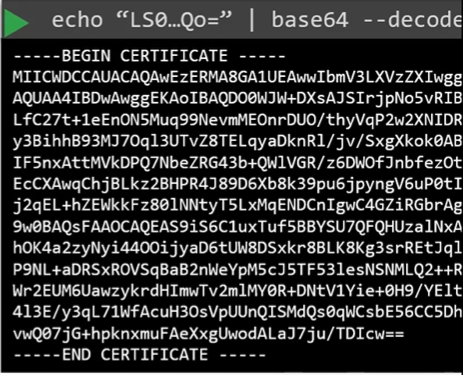 echo “LS0…Qo=” | base64 --decode
-----BEGIN CERTIFICATE -----
MIICWDCCAUACAQAwEzERMA8GA1UEAwwIbmV3LXVzZXIwgg
AQUAA4IBDwAwggEKAoIBAQDO0WJW+DXsAJSIrjpNo5vRIB
LfC27t+1eEnON5Muq99NevmMEOnrDUO/thyVqP2w2XNIDR
y3BihhB93MJ7Oql3UTvZ8TELqyaDknRl/jv/SxgXkok0AB
IF5nxAttMVkDPQ7NbeZRG43b+QWlVGR/z6DWOfJnbfezOt
EcCXAwqChjBLkz2BHPR4J89D6Xb8k39pu6jpyngV6uP0tI
j2qEL+hZEWkkFz80lNNtyT5LxMqENDCnIgwC4GZiRGbrAg
9w0BAQsFAAOCAQEAS9iS6C1uxTuf5BBYSU7QFQHUzalNxA
hOK4a2zyNyi44OOijyaD6tUW8DSxkr8BLK8Kg3srREtJql
P9NL+aDRSxROVSqBaB2nWeYpM5cJ5TF53lesNSNMLQ2++R
Wr2EUM6UawzykrdHImwTv2mlMY0R+DNtV1Yie+0H9/YElt
4l3E/y3qL71WfAcuH3OsVpUUnQISMdQs0qWCsbE56CC5Dh
vwQ07jG+hpknxmuFAeXxgUwodALaJ7ju/TDIcw==
-----END CERTIFICATE -----